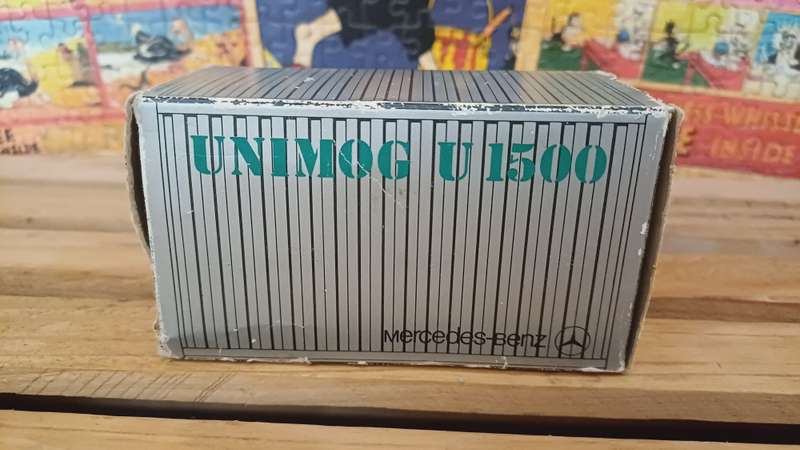 UNIMOG U 1500
Mercedes-Benz